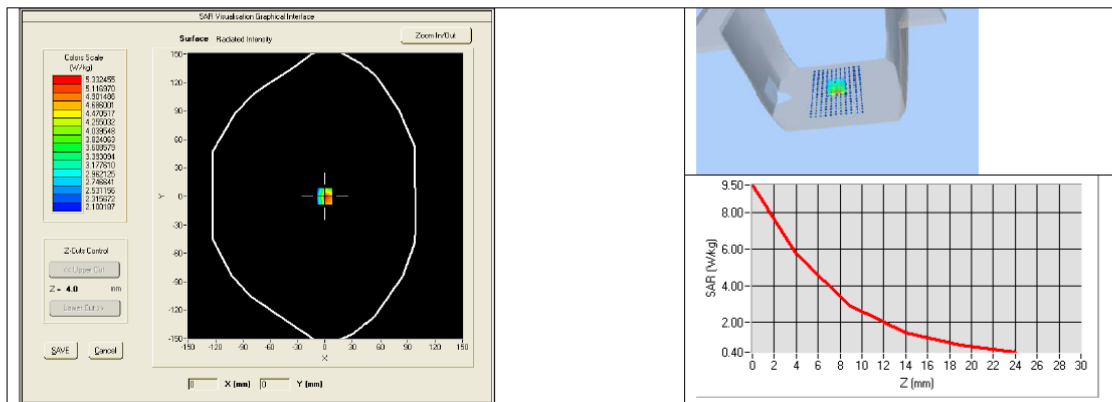 SAR Visualisation Graphical Interface
Surface Radiated Intensity
Zoom In/Out
Colors Scale
(W/kg)
5.332455
5.116970
4.901486
4.686001
4.470517
4.255032
4.039548
3.824063
3.608579
3.393094
3.177610
2.962125
2.746641
2.531156
2.315672
2.100187
Z-Cuts Control
<< Upper Cut
Z = 4.0 mm
Lower Cut >>
SAVE Cancel
150
120
90
60
30
Y 0
-30
-60
-90
-120
-150
-150 -120 -90 -60 -30 0 30 60 90 120 150
X
0 X (mm) 0 Y (mm)
9.50
8.00
6.00
4.00
2.00
0.40
SAR (W/kg)
0 2 4 6 8 10 12 14 16 18 20 22 24 26 28 30
Z (mm)